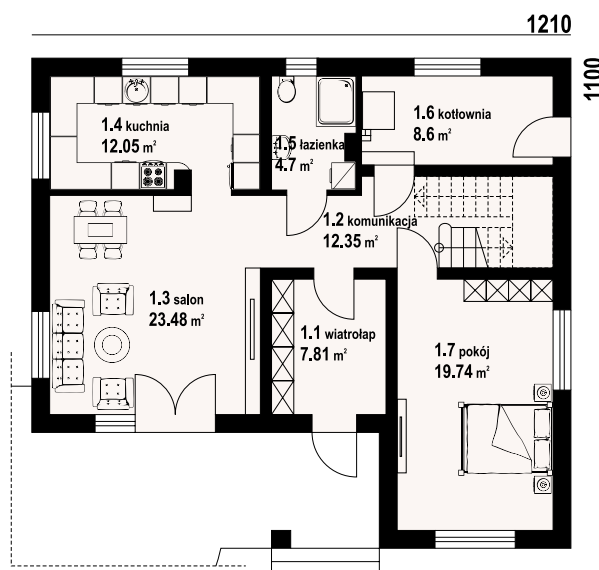 1210
1100
1.4 kuchnia
12.05 m²
1.5 łazienka
4.7 m²
1.6 kotłownia
8.6 m²
1.2 komunikacja
12.35 m²
1.3 salon
23.48 m²
1.1 wiatrołap
7.81 m²
1.7 pokój
19.74 m²